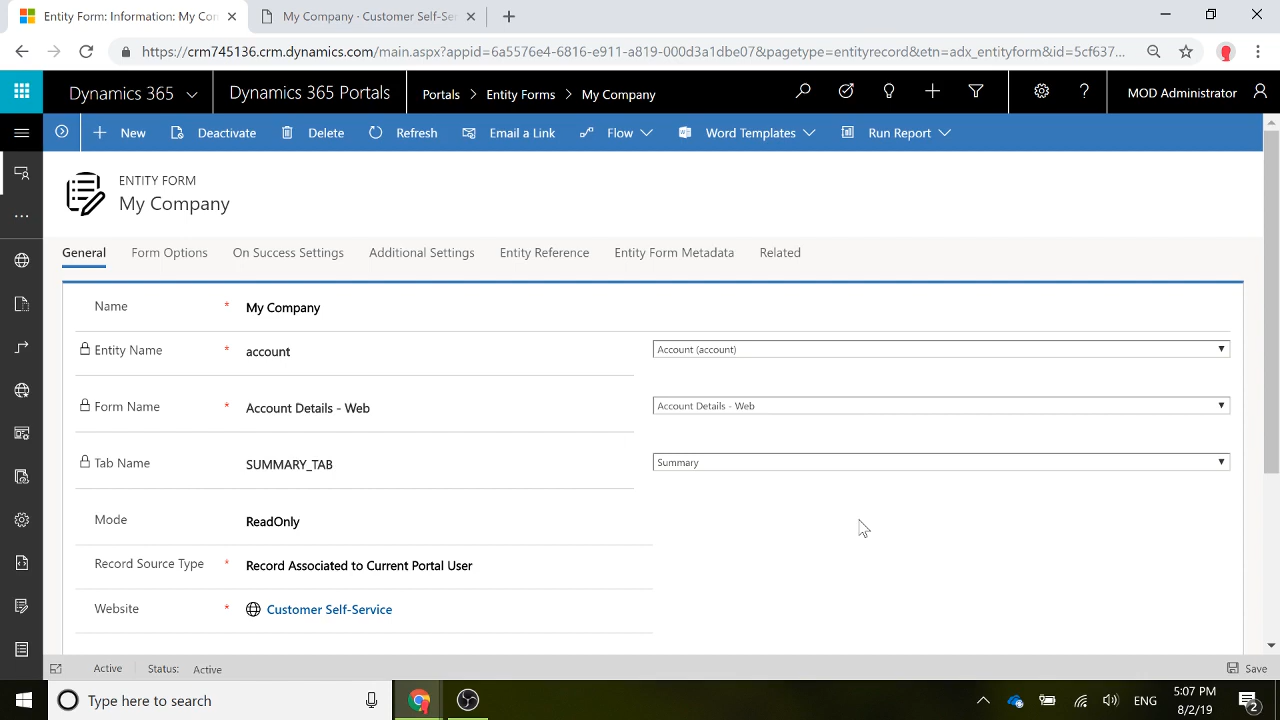 Entity Form: Information: My Con
My Company · Customer Self-Ser
https://crm745136.crm.dynamics.com/main.aspx?appid=6a5576e4-6816-e911-a819-000d3a1dbe07&pagetype=entityrecord&etn=adx_entityform&id=5cf637...
Dynamics 365
Dynamics 365 Portals
Portals > Entity Forms > My Company
MOD Administrator
New
Deactivate
Delete
Refresh
Email a Link
Flow
Word Templates
Run Report
ENTITY FORM
My Company
General
Form Options
On Success Settings
Additional Settings
Entity Reference
Entity Form Metadata
Related
Name * My Company
Entity Name * account
Account (account)
Form Name * Account Details - Web
Account Details - Web
Tab Name SUMMARY_TAB
Summary
Mode ReadOnly
Record Source Type * Record Associated to Current Portal User
Website * Customer Self-Service
Active Status: Active
Save
Type here to search
ENG
5:07 PM
8/2/19
2